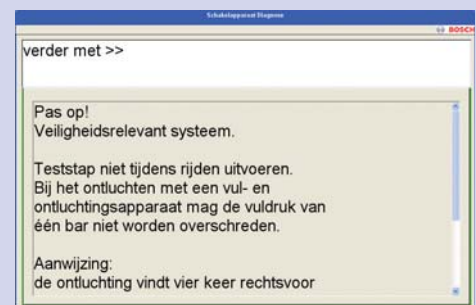 Schakelapparaat Diagnose
BOSCH
verder met >>
Pas op!
Veiligheidsrelevant systeem.
Teststap niet tijdens rijden uitvoeren.
Bij het ontluchten met een vul- en
ontluchtingsapparaat mag de vuldruk van
één bar niet worden overschreden.
Aanwijzing:
de ontluchting vindt vier keer rechtsvoor